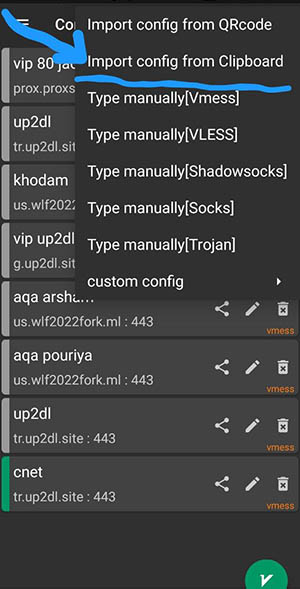 Co
Import config from QRcode
Import config from Clipboard
Type manually[Vmess]
Type manually[VLESS]
Type manually[Shadowsocks]
Type manually[Socks]
Type manually[Trojan]
custom config
vip 80
prox.proxs
up2dl
tr.up2dl.site
khodam
us.wlf2022
vip up2dl
g.up2dl.sit
aqa arsham
us.wlf2022fork.ml : 443
vmess
aqa pouriya
us.wlf2022fork.ml : 443
vmess
up2dl
tr.up2dl.site : 443
vmess
cnet
tr.up2dl.site : 443
vmess